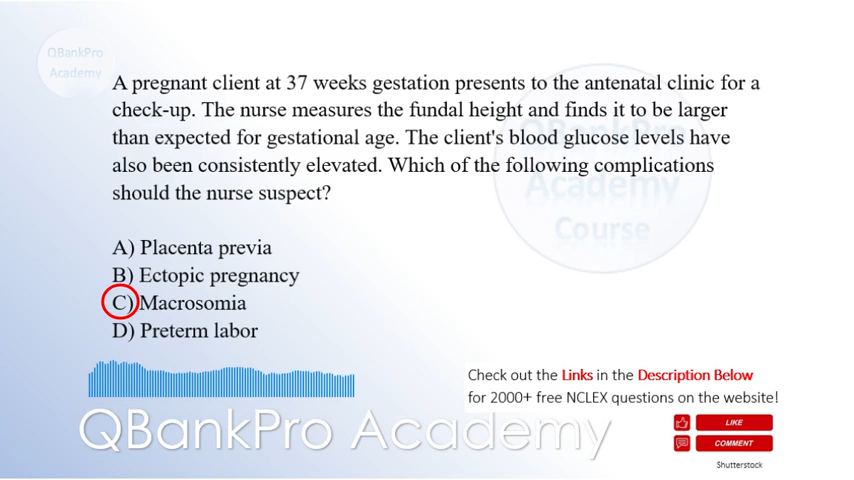 QBankPro
Academy
A pregnant client at 37 weeks gestation presents to the antenatal clinic for a
check-up. The nurse measures the fundal height and finds it to be larger
than expected for gestational age. The client's blood glucose levels have
also been consistently elevated. Which of the following complications
should the nurse suspect?
QBankPro
Academy
Course
A) Placenta previa
B) Ectopic pregnancy
C) Macrosomia
D) Preterm labor
Check out the Links in the Description Below
for 2000+ free NCLEX questions on the website!
QBankPro Academy
LIKE
COMMENT
Shutterstock